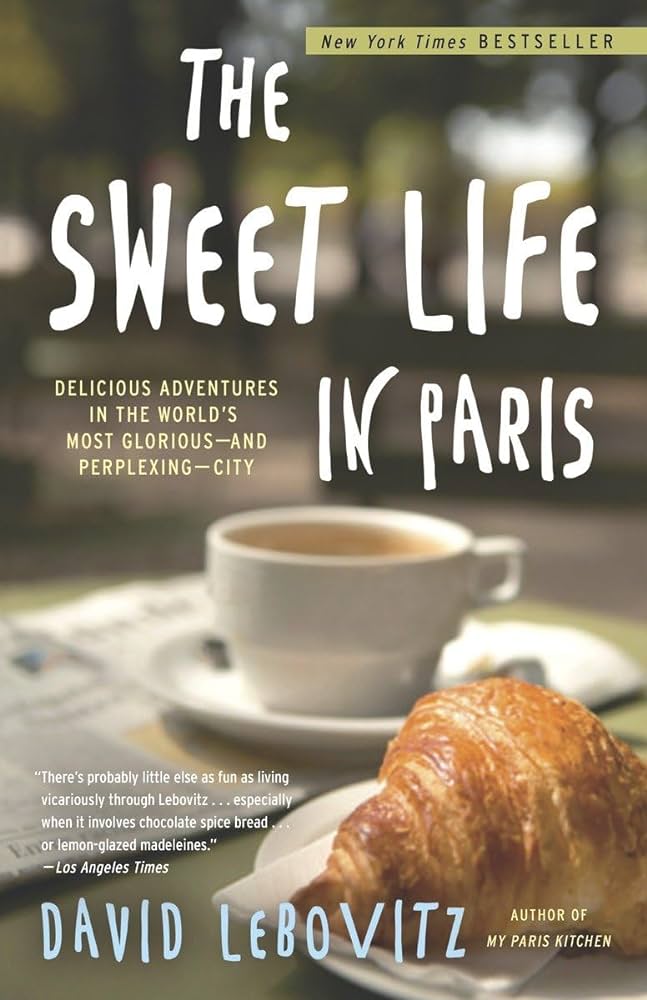 New York Times BESTSELLER
THE
SWEET LIFE
IN PARIS
DELICIOUS ADVENTURES
IN THE WORLD'S
MOST GLORIOUS—AND
PERPLEXING—CITY
"There's probably little else as fun as living
vicariously through Lebovitz . . . especially
when it involves chocolate spice bread . . .
or lemon-glazed madeleines."
—Los Angeles Times
DAVID LEBOVITZ
AUTHOR OF
MY PARIS KITCHEN